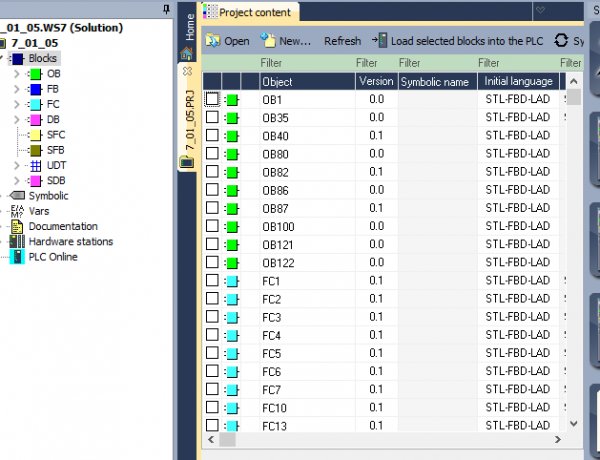 _01_05.WS7 (Solution)
7_01_05
Blocks
OB
FB
FC
DB
SFC
SFB
UDT
SDB
Symbolic
E/A
M?
Vars
Documentation
Hardware stations
PLC Online
Home
7_01_05.PRJ
Project content
Open New... Refresh Load selected blocks into the PLC Sy
Filter Filter Filter Filter Filter
Object Version Symbolic name Initial language
OB1 0.0 STL-FBD-LAD
OB35 0.0 STL-FBD-LAD
OB40 0.1 STL-FBD-LAD
OB80 0.0 STL-FBD-LAD
OB82 0.1 STL-FBD-LAD
OB86 0.0 STL-FBD-LAD
OB87 0.1 STL-FBD-LAD
OB100 0.0 STL-FBD-LAD
OB121 0.0 STL-FBD-LAD
OB122 0.0 STL-FBD-LAD
FC1 0.1 STL-FBD-LAD
FC2 0.1 STL-FBD-LAD
FC3 0.1 STL-FBD-LAD
FC4 0.1 STL-FBD-LAD
FC5 0.1 STL-FBD-LAD
FC6 0.1 STL-FBD-LAD
FC7 0.1 STL-FBD-LAD
FC10 0.1 STL-FBD-LAD
FC13 0.1 STL-FBD-LAD
S